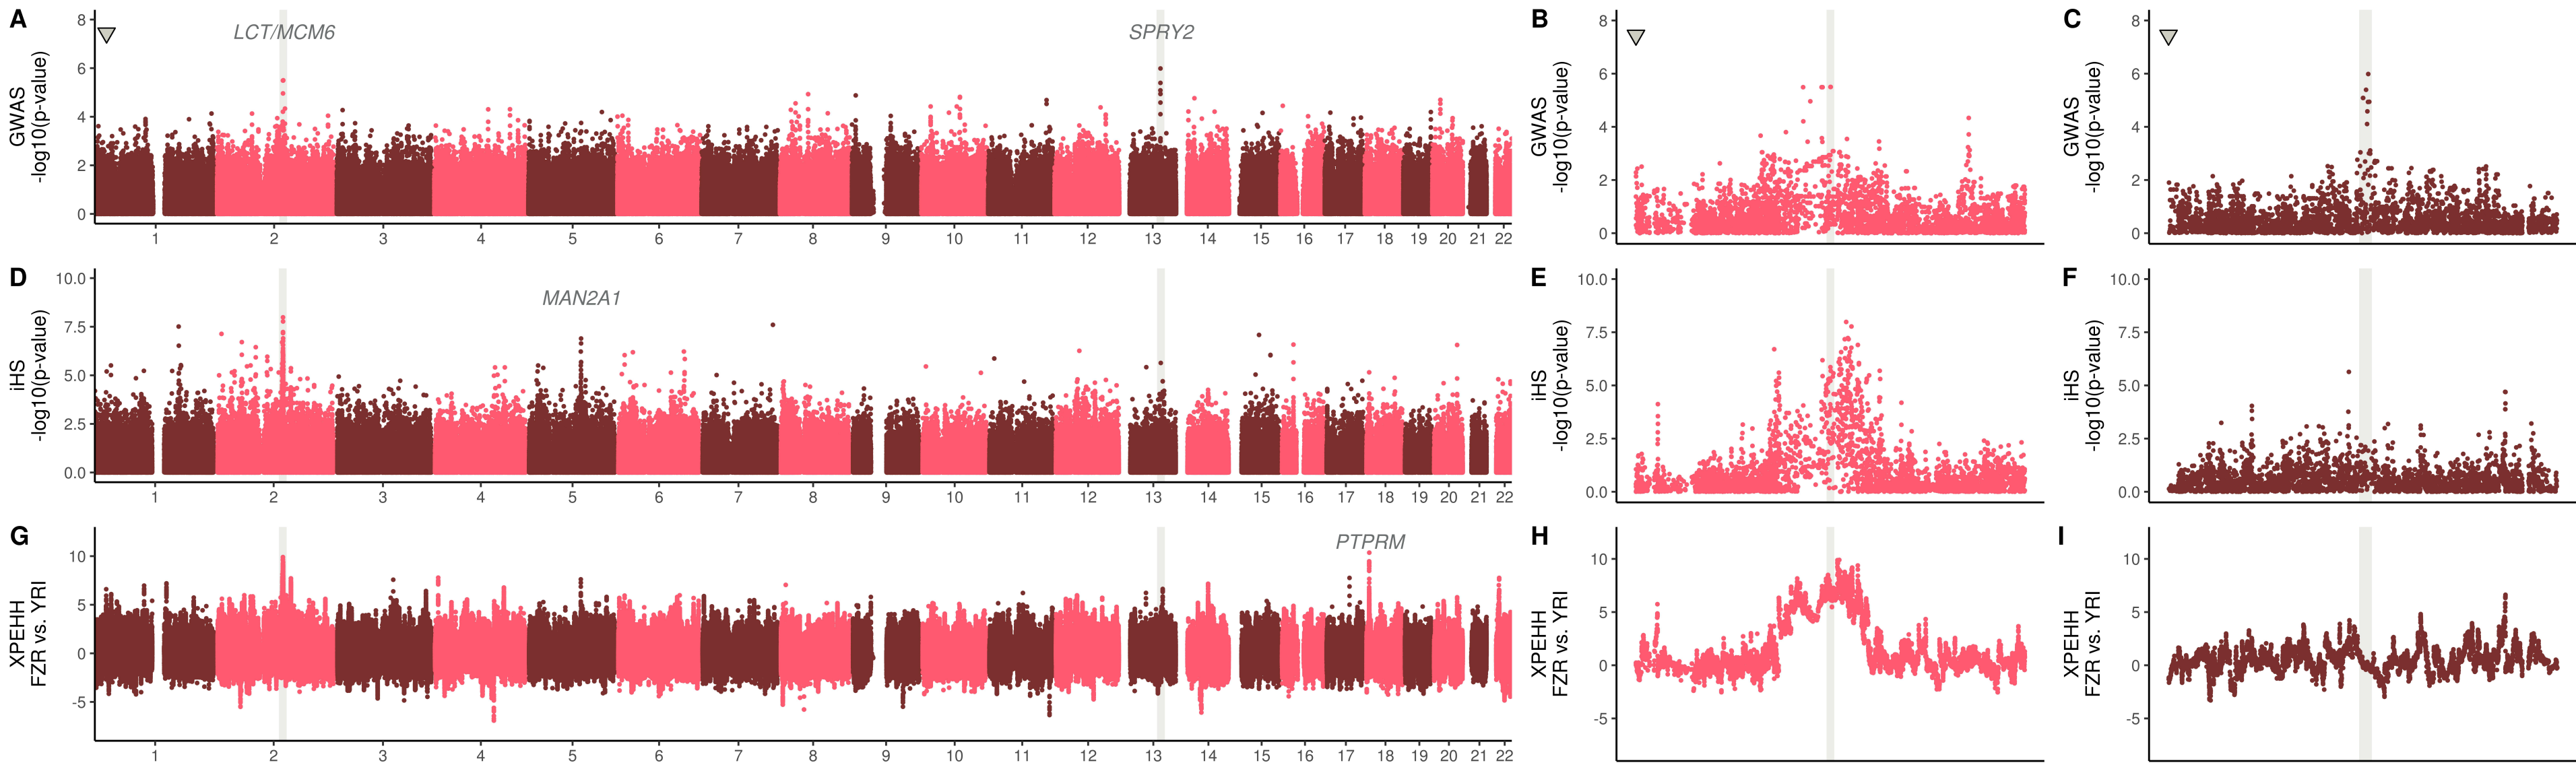 A
GWAS
-log10(p-value)
8
6
4
2
0
LCT/MCM6
SPRY2
1 2 3 4 5 6 7 8 9 10 11 12 13 14 15 16 17 18 19 20 21 22
B
GWAS
-log10(p-value)
8
6
4
2
0
C
GWAS
-log10(p-value)
8
6
4
2
0
D
iHS
-log10(p-value)
10.0
7.5
5.0
2.5
0.0
MAN2A1
1 2 3 4 5 6 7 8 9 10 11 12 13 14 15 16 17 18 19 20 21 22
E
iHS
-log10(p-value)
10.0
7.5
5.0
2.5
0.0
F
iHS
-log10(p-value)
10.0
7.5
5.0
2.5
0.0
G
XPEHH
FZR vs. YRI
10
5
0
-5
PTPRM
1 2 3 4 5 6 7 8 9 10 11 12 13 14 15 16 17 18 19 20 21 22
H
XPEHH
FZR vs. YRI
10
5
0
-5
I
XPEHH
FZR vs. YRI
10
5
0
-5